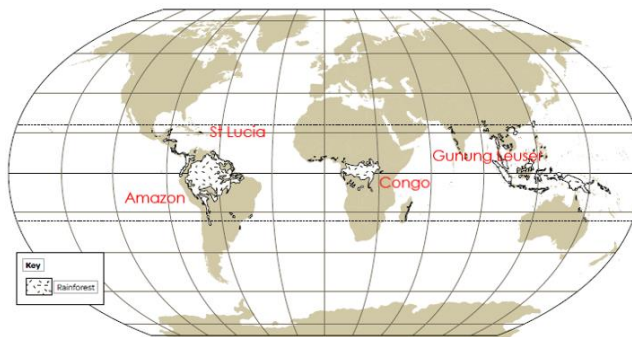 St Lucia
Gunung Leuser
Congo
Amazon
Key
Rainforest